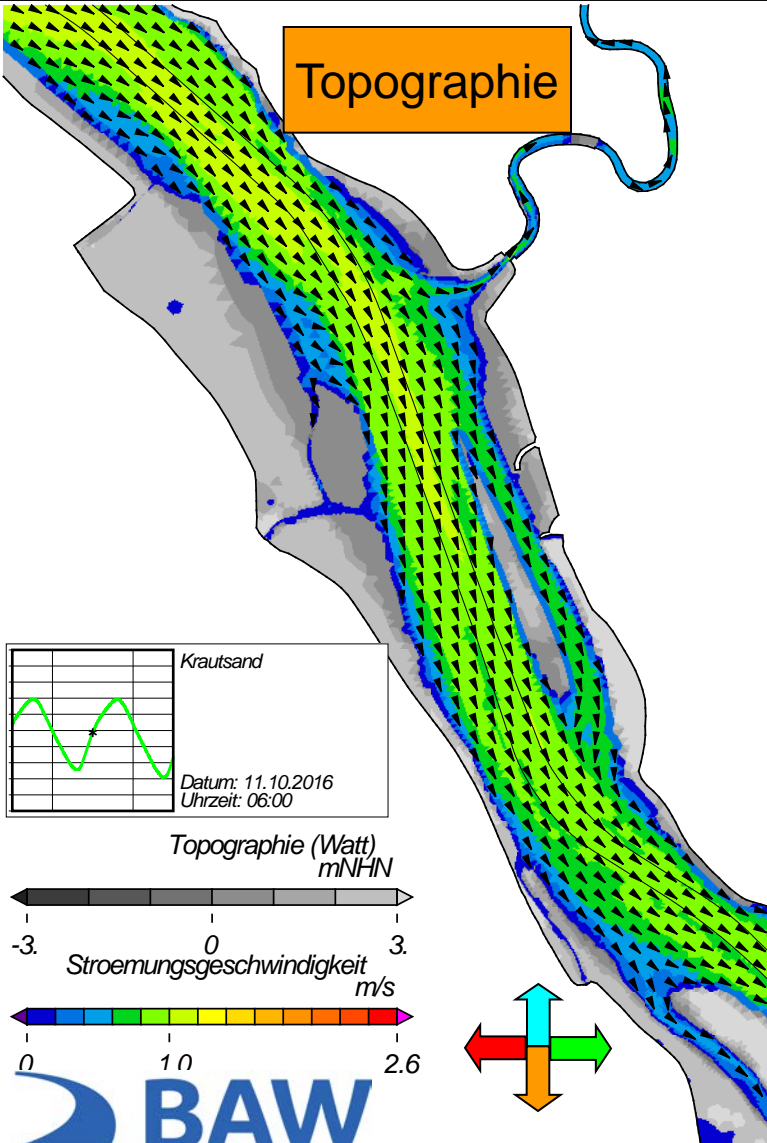 Topographie
Krautsand
Datum: 11.10.2016
Uhrzeit: 06:00
Topographie (Watt)
mNHN
-3. 0 3.
Stroemungsgeschwindigkeit
m/s
0 1.0 2.6
BAW